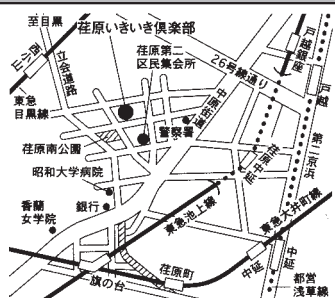 至目黒
荏原いきいき倶楽部
西小山
立会道路
荏原第二
区民集会所
26号線通り
戸越銀座
戸越
東急
目黒線
中原街道
警察署
第二京浜
荏原南公園
荏原中延
昭和大学病院
香蘭
女学院
銀行
東急池上線
東急大井町線
荏原町
中延
旗の台
中延
都営
浅草線